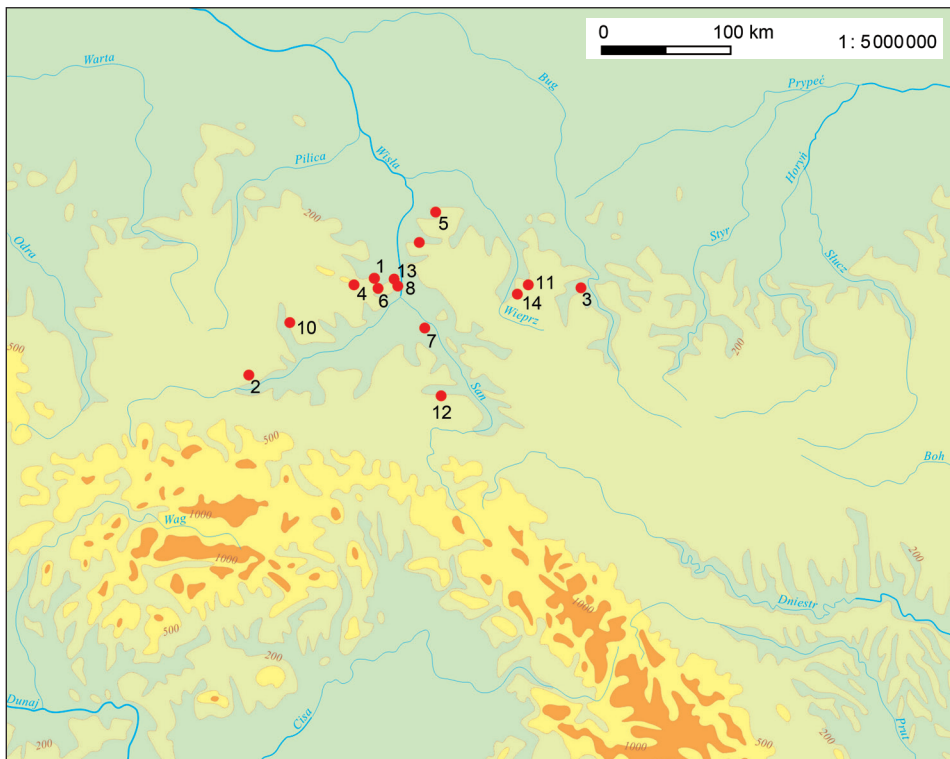 0 100 km
1: 5000000
Warta
Bug
Prypeć
Wisła
Pilica
Horyń
200
5
Styr
Odra
Słucz
1
13
4
6
8
11
14
3
Wieprz
10
7
200
500
2
San
12
500
Boh
1000
Wag
1000
200
1000
Dniestr
500
200
Dunaj
Cisa
Prut
200
1000
500
200